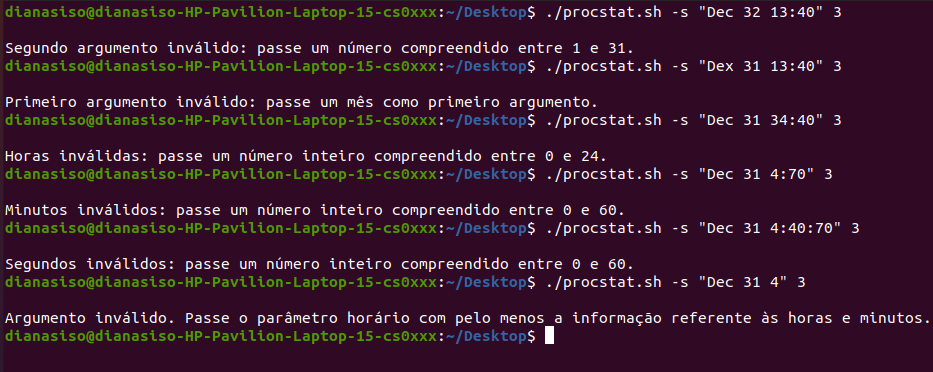 dianasiso@dianasiso-HP-Pavilion-Laptop-15-cs0xxx:~/Desktop$ ./procstat.sh -s "Dec 32 13:40" 3
Segundo argumento inválido: passe um número compreendido entre 1 e 31.
dianasiso@dianasiso-HP-Pavilion-Laptop-15-cs0xxx:~/Desktop$ ./procstat.sh -s "Dex 31 13:40" 3
Primeiro argumento inválido: passe um mês como primeiro argumento.
dianasiso@dianasiso-HP-Pavilion-Laptop-15-cs0xxx:~/Desktop$ ./procstat.sh -s "Dec 31 34:40" 3
Horas inválidas: passe um número inteiro compreendido entre 0 e 24.
dianasiso@dianasiso-HP-Pavilion-Laptop-15-cs0xxx:~/Desktop$ ./procstat.sh -s "Dec 31 4:70" 3
Minutos inválidos: passe um número inteiro compreendido entre 0 e 60.
dianasiso@dianasiso-HP-Pavilion-Laptop-15-cs0xxx:~/Desktop$ ./procstat.sh -s "Dec 31 4:40:70" 3
Segundos inválidos: passe um número inteiro compreendido entre 0 e 60.
dianasiso@dianasiso-HP-Pavilion-Laptop-15-cs0xxx:~/Desktop$ ./procstat.sh -s "Dec 31 4" 3
Argumento inválido. Passe o parâmetro horário com pelo menos a informação referente às horas e minutos.
dianasiso@dianasiso-HP-Pavilion-Laptop-15-cs0xxx:~/Desktop$